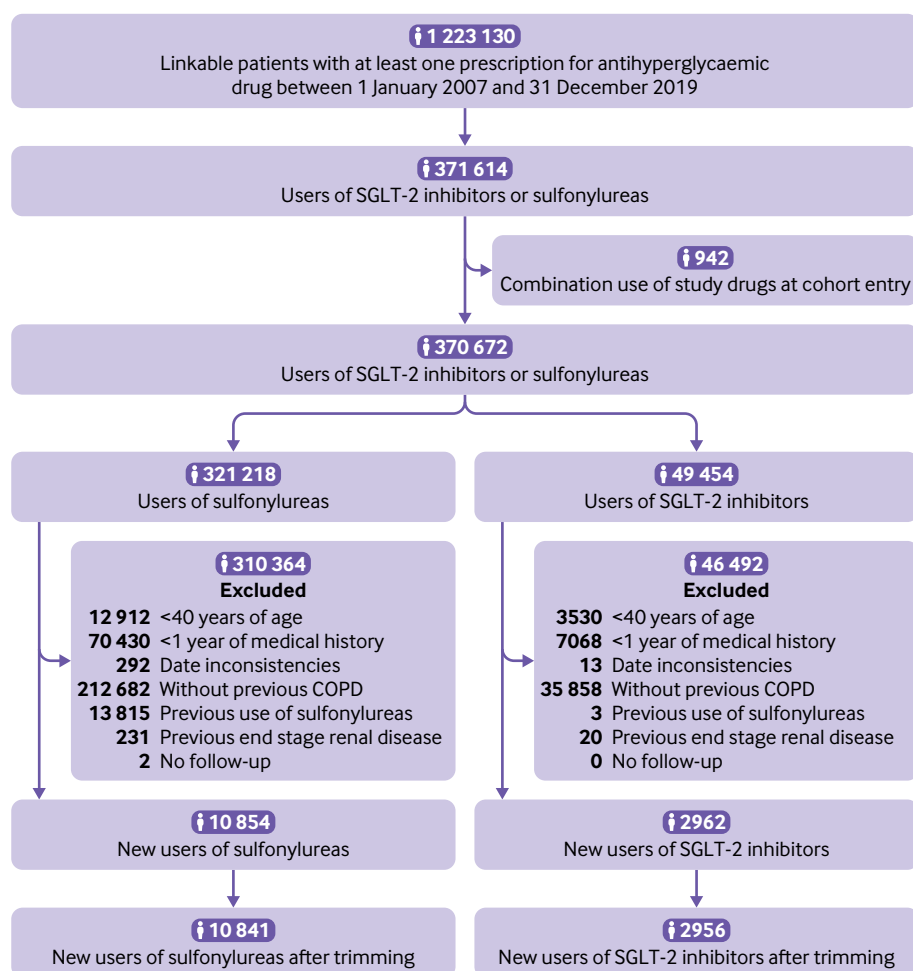 1 223 130
Linkable patients with at least one prescription for antihyperglycaemic
drug between 1 January 2007 and 31 December 2019
371 614
Users of SGLT-2 inhibitors or sulfonylureas
942
Combination use of study drugs at cohort entry
370 672
Users of SGLT-2 inhibitors or sulfonylureas
321 218
Users of sulfonylureas
310 364
Excluded
12 912 <40 years of age
70 430 <1 year of medical history
292 Date inconsistencies
212 682 Without previous COPD
13 815 Previous use of sulfonylureas
231 Previous end stage renal disease
2 No follow-up
10 854
New users of sulfonylureas
10 841
New users of sulfonylureas after trimming
49 454
Users of SGLT-2 inhibitors
46 492
Excluded
3530 <40 years of age
7068 <1 year of medical history
13 Date inconsistencies
35 858 Without previous COPD
3 Previous use of sulfonylureas
20 Previous end stage renal disease
0 No follow-up
2962
New users of SGLT-2 inhibitors
2956
New users of SGLT-2 inhibitors after trimming